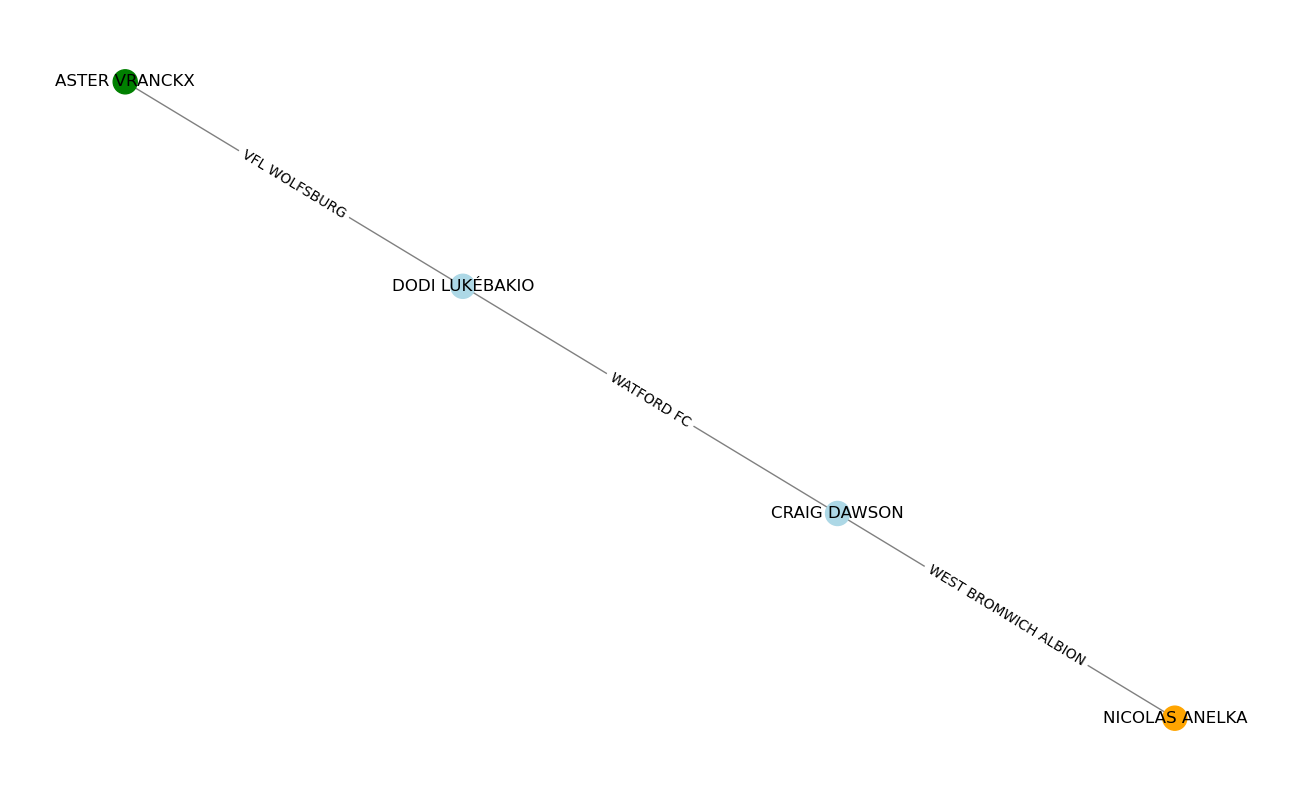 ASTER VRANCKX
VFL WOLFSBURG
DODI LUKÉBAKIO
WATFORD FC
CRAIG DAWSON
WEST BROMWICH ALBION
NICOLAS ANELKA